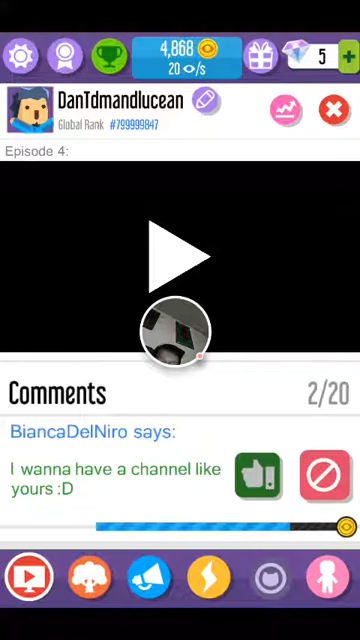 4,868
20 /s
5
DanTdmandlucean
Global Rank #799999847
Episode 4:
Comments 2/20
BiancaDelNiro says:
I wanna have a channel like
yours :D